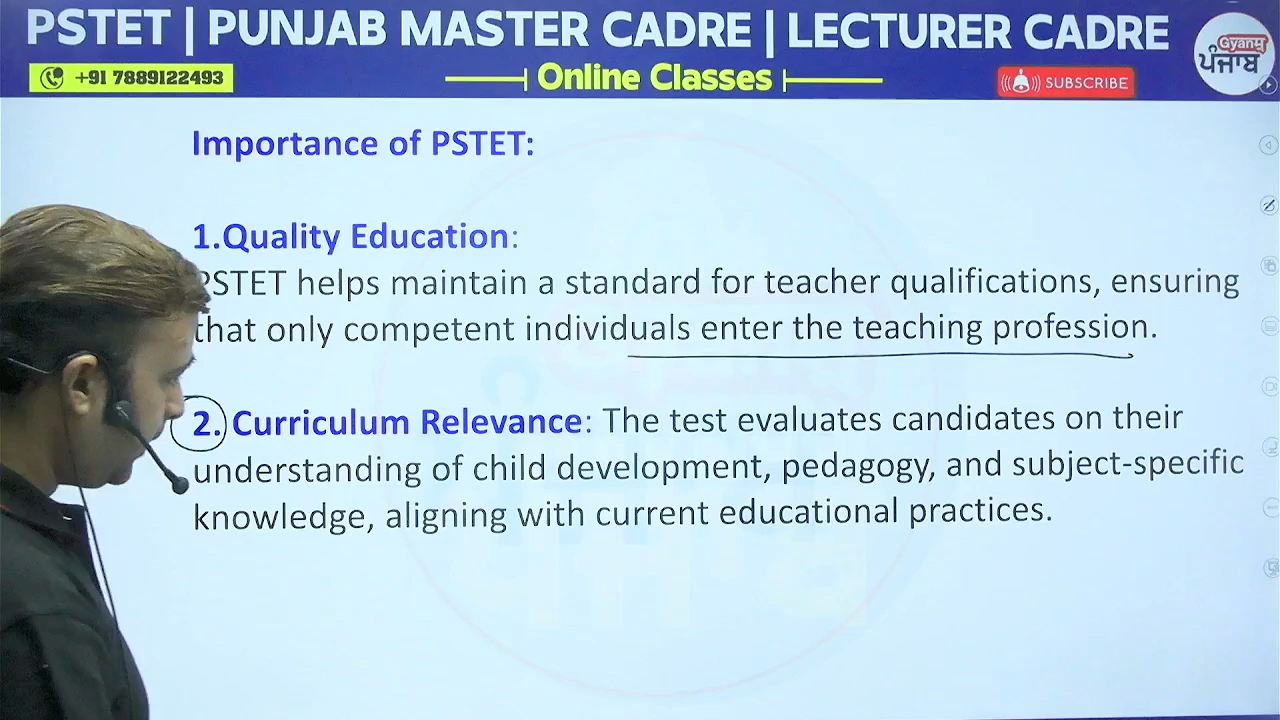 PSTET | PUNJAB MASTER CADRE | LECTURER CADRE
+91 7889122493
Online Classes
SUBSCRIBE
Gyanm
ਪੰਜਾਬ
Importance of PSTET:
1.Quality Education:
PSTET helps maintain a standard for teacher qualifications, ensuring
that only competent individuals enter the teaching profession.
2. Curriculum Relevance: The test evaluates candidates on their
understanding of child development, pedagogy, and subject-specific
knowledge, aligning with current educational practices.